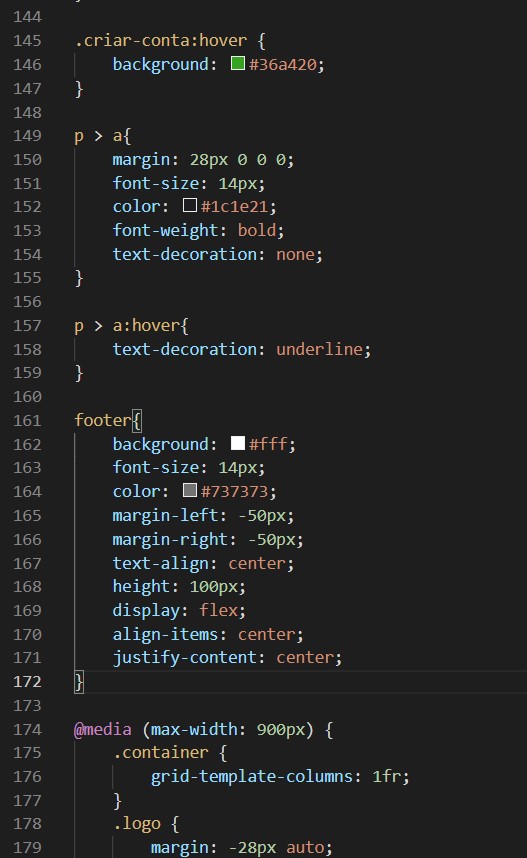 144
145 .criar-conta:hover {
146     background: #36a420;
147 }
148
149 p > a{
150     margin: 28px 0 0 0;
151     font-size: 14px;
152     color: #1c1e21;
153     font-weight: bold;
154     text-decoration: none;
155 }
156
157 p > a:hover{
158     text-decoration: underline;
159 }
160
161 footer{
162     background: #fff;
163     font-size: 14px;
164     color: #737373;
165     margin-left: -50px;
166     margin-right: -50px;
167     text-align: center;
168     height: 100px;
169     display: flex;
170     align-items: center;
171     justify-content: center;
172 }
173
174 @media (max-width: 900px) {
175     .container {
176         grid-template-columns: 1fr;
177     }
178     .logo {
179         margin: -28px auto;